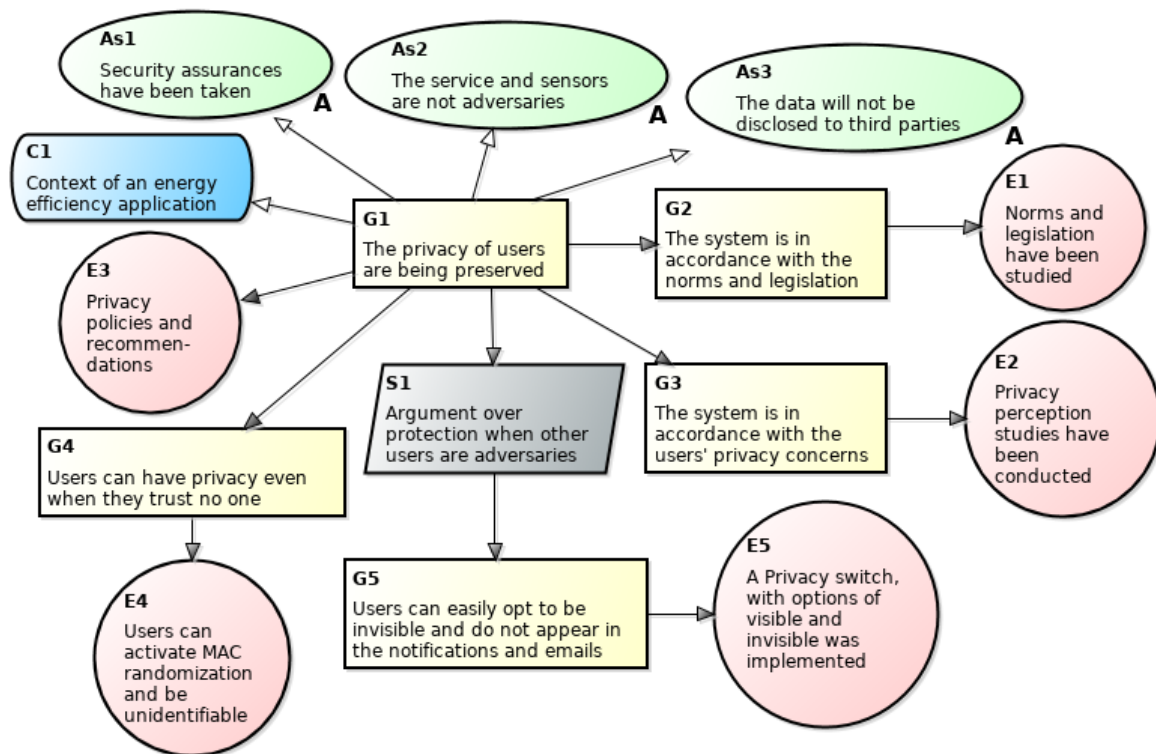 As1
Security assurances
have been taken
A
As2
The service and sensors
are not adversaries
A
As3
The data will not be
disclosed to third parties
A
C1
Context of an energy
efficiency application
G1
The privacy of users
are being preserved
G2
The system is in
accordance with the
norms and legislation
E1
Norms and
legislation
have been
studied
E3
Privacy
policies and
recommen-
dations
S1
Argument over
protection when other
users are adversaries
G3
The system is in
accordance with the
users' privacy concerns
E2
Privacy
perception
studies have
been
conducted
G4
Users can have privacy even
when they trust no one
E4
Users can
activate MAC
randomization
and be
unidentifiable
G5
Users can easily opt to be
invisible and do not appear in
the notifications and emails
E5
A Privacy switch,
with options of
visible and
invisible was
implemented